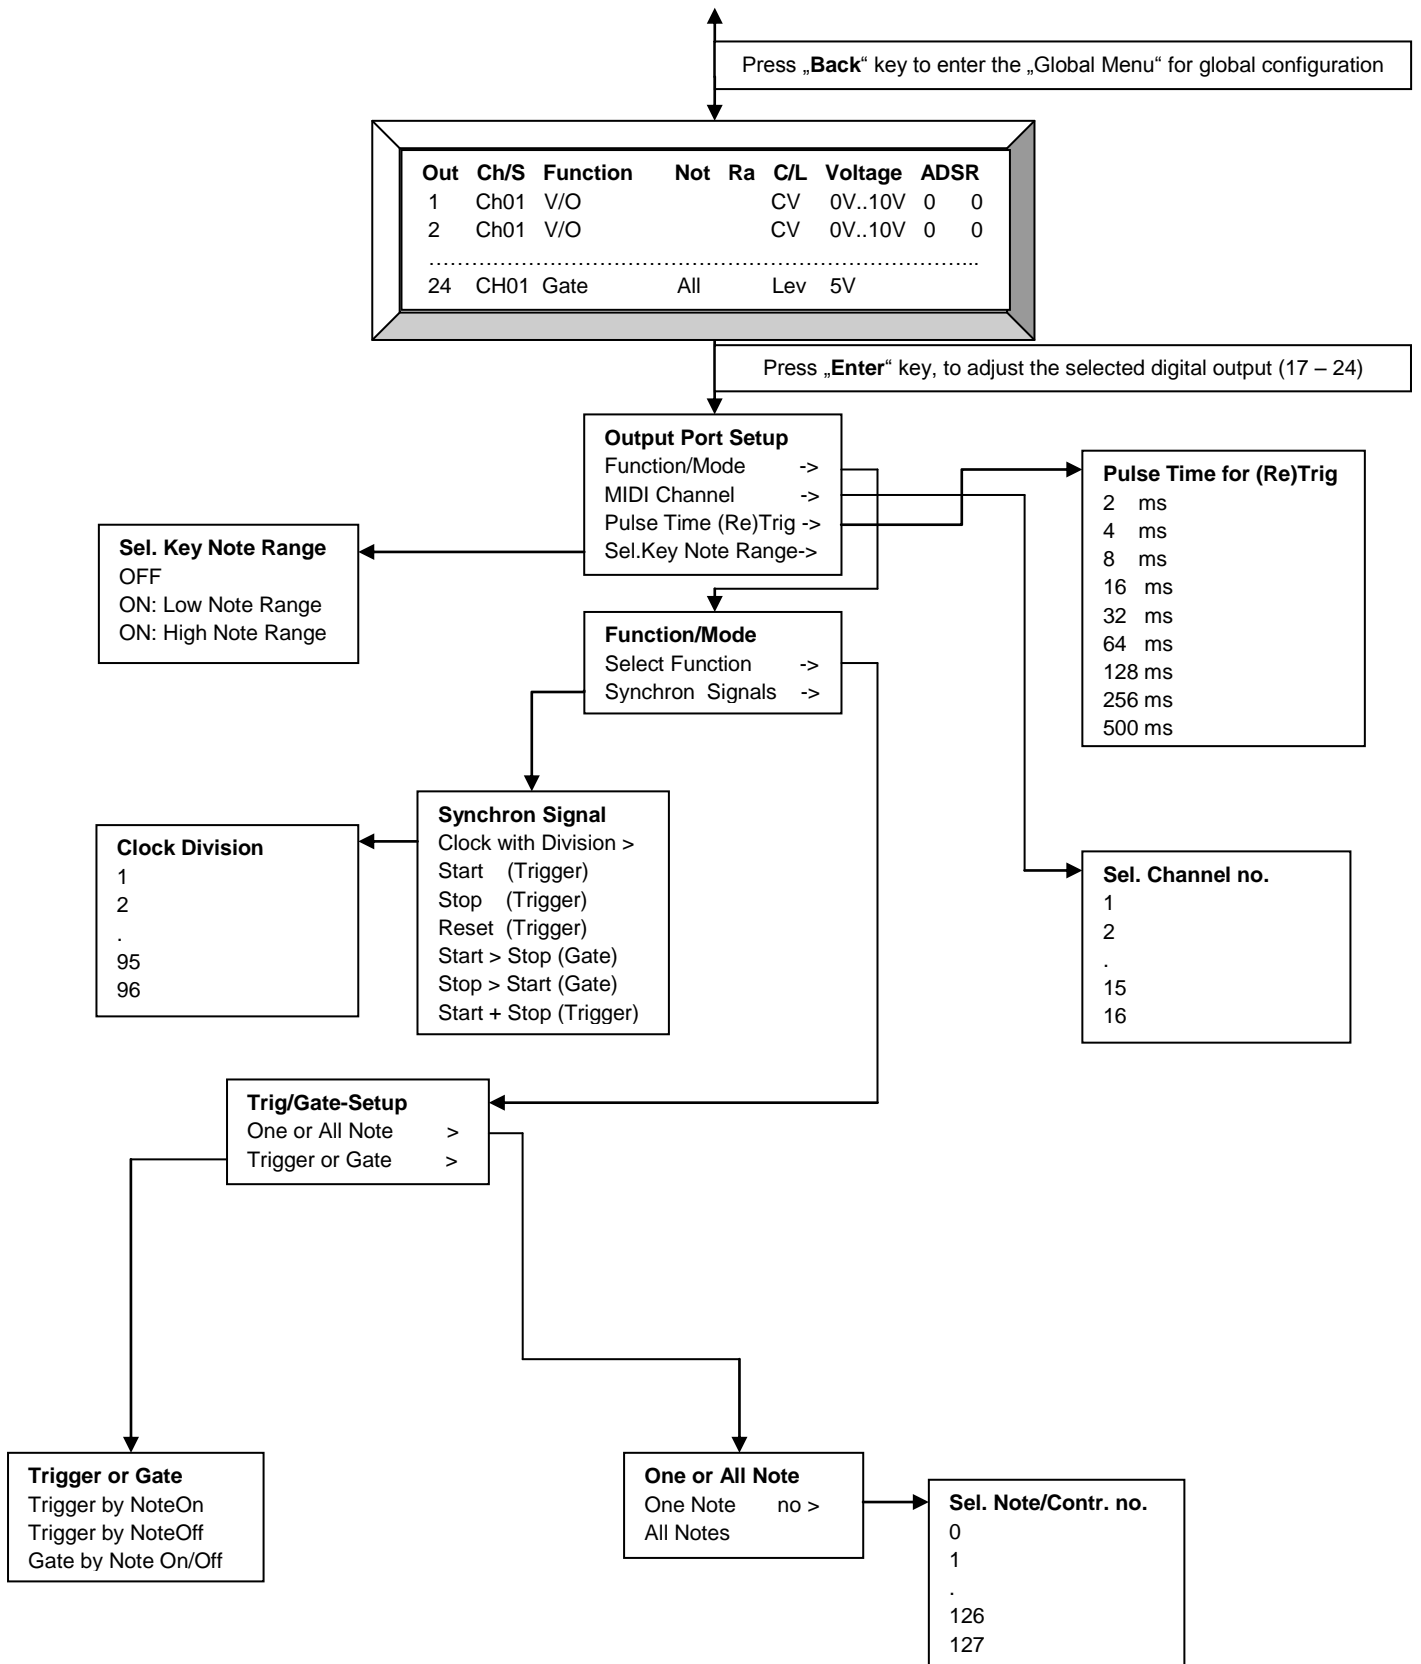 Press „Back“ key to enter the „Global Menu“ for global configuration
Out Ch/S Function Not Ra C/L Voltage ADSR
1 Ch01 V/O CV 0V..10V 0 0
2 Ch01 V/O CV 0V..10V 0 0
……………………………………………………………………...
24 CH01 Gate All Lev 5V
Press „Enter“ key, to adjust the selected digital output (17 – 24)
Output Port Setup
Function/Mode ->
MIDI Channel ->
Pulse Time (Re)Trig ->
Sel.Key Note Range->
Pulse Time for (Re)Trig
2 ms
4 ms
8 ms
16 ms
32 ms
64 ms
128 ms
256 ms
500 ms
Sel. Key Note Range
OFF
ON: Low Note Range
ON: High Note Range
Function/Mode
Select Function ->
Synchron Signals ->
Synchron Signal
Clock with Division >
Start (Trigger)
Stop (Trigger)
Reset (Trigger)
Start > Stop (Gate)
Stop > Start (Gate)
Start + Stop (Trigger)
Clock Division
1
2
.
95
96
Sel. Channel no.
1
2
.
15
16
Trig/Gate-Setup
One or All Note >
Trigger or Gate >
Trigger or Gate
Trigger by NoteOn
Trigger by NoteOff
Gate by Note On/Off
One or All Note
One Note no >
All Notes
Sel. Note/Contr. no.
0
1
.
126
127